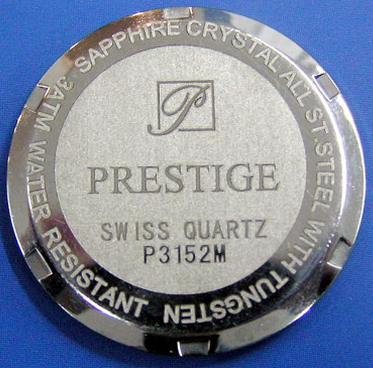 SAPPHIRE CRYSTAL ALL ST.STEEL WITH TUNGSTEN
3ATM WATER RESISTANT
P
PRESTIGE
SWISS QUARTZ
P3152M